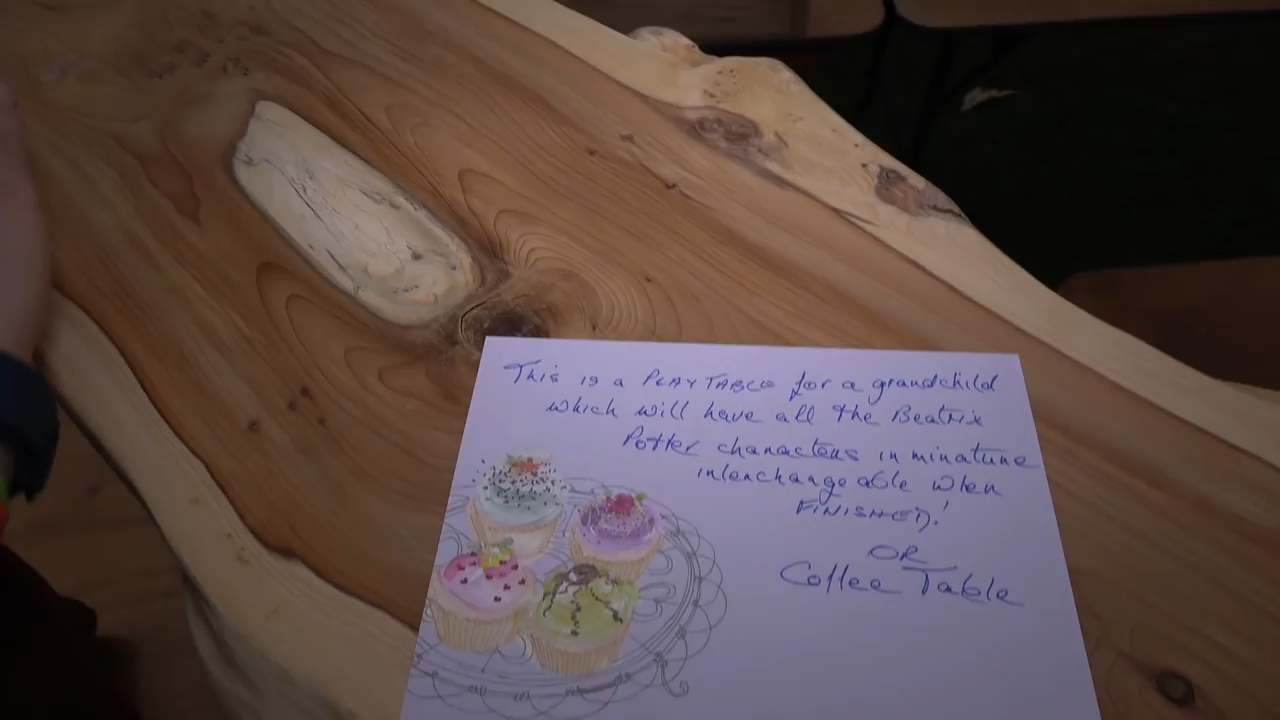 This is a PLAYTABLE for a grandchild
which will have all the Beatrix
Potter characters in minature
interchangeable when
FINISHED!
OR
Coffee Table